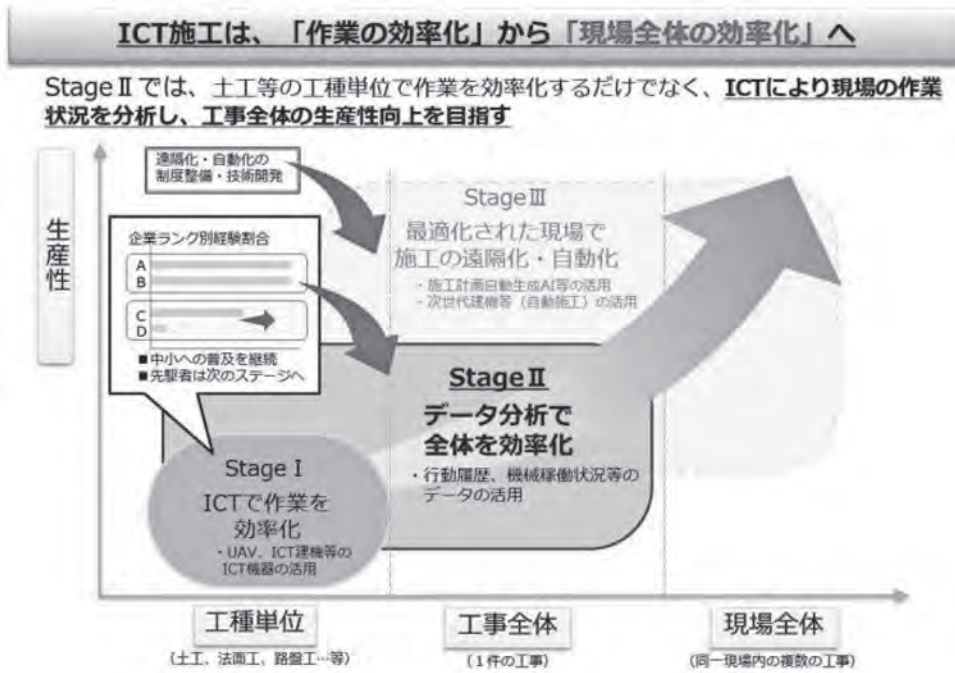 ICT施工は、「作業の効率化」から「現場全体の効率化」へ
StageⅡでは、土工等の工種単位で作業を効率化するだけでなく、ICTにより現場の作業
状況を分析し、工事全体の生産性向上を目指す
生産性
遠隔化・自動化の
制度整備・技術開発
企業ランク別経験割合
A
B
C
D
■中小への普及を継続
■先駆者は次のステージへ
StageⅢ
最適化された現場で
施工の遠隔化・自動化
・施工計画自動生成AI等の活用
・次世代建機等（自動施工）の活用
StageⅡ
データ分析で
全体を効率化
・行動履歴、機械稼働状況等の
データの活用
Stage I
ICTで作業を
効率化
・UAV、ICT建機等の
ICT機器の活用
工種単位
（土工、法面工、路盤工…等）
工事全体
（１件の工事）
現場全体
（同一現場内の複数の工事）